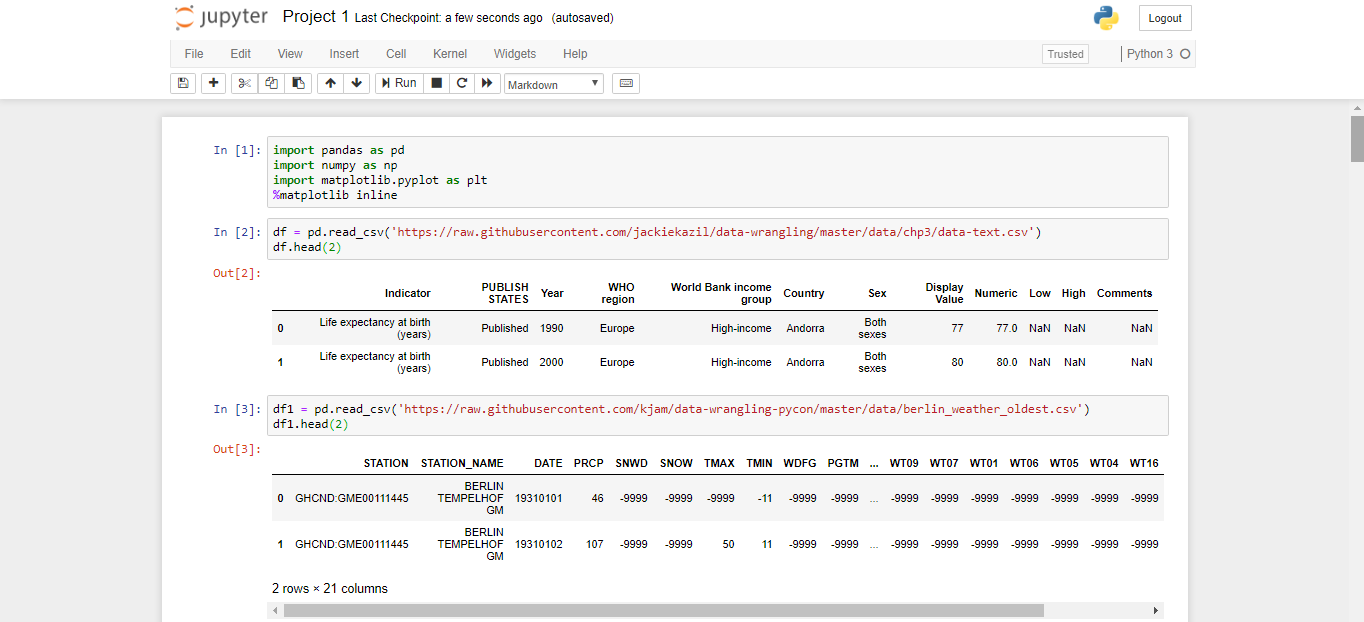 jupyter Project 1 Last Checkpoint: a few seconds ago (autosaved) Logout
File Edit View Insert Cell Kernel Widgets Help Trusted Python 3
Run Markdown
In [1]: import pandas as pd
import numpy as np
import matplotlib.pyplot as plt
%matplotlib inline
In [2]: df = pd.read_csv('https://raw.githubusercontent.com/jackiekazil/data-wrangling/master/data/chp3/data-text.csv')
df.head(2)
Out[2]:
Indicator PUBLISH STATES Year WHO region World Bank income group Country Sex Display Value Numeric Low High Comments
0 Life expectancy at birth (years) Published 1990 Europe High-income Andorra Both sexes 77 77.0 NaN NaN NaN
1 Life expectancy at birth (years) Published 2000 Europe High-income Andorra Both sexes 80 80.0 NaN NaN NaN
In [3]: df1 = pd.read_csv('https://raw.githubusercontent.com/kjam/data-wrangling-pycon/master/data/berlin_weather_oldest.csv')
df1.head(2)
Out[3]:
STATION STATION_NAME DATE PRCP SNWD SNOW TMAX TMIN WDFG PGTM ... WT09 WT07 WT01 WT06 WT05 WT04 WT16
0 GHCND:GME00111445 BERLIN TEMPELHOF GM 19310101 46 -9999 -9999 -9999 -11 -9999 -9999 ... -9999 -9999 -9999 -9999 -9999 -9999 -9999
1 GHCND:GME00111445 BERLIN TEMPELHOF GM 19310102 107 -9999 -9999 50 11 -9999 -9999 ... -9999 -9999 -9999 -9999 -9999 -9999 -9999
2 rows × 21 columns